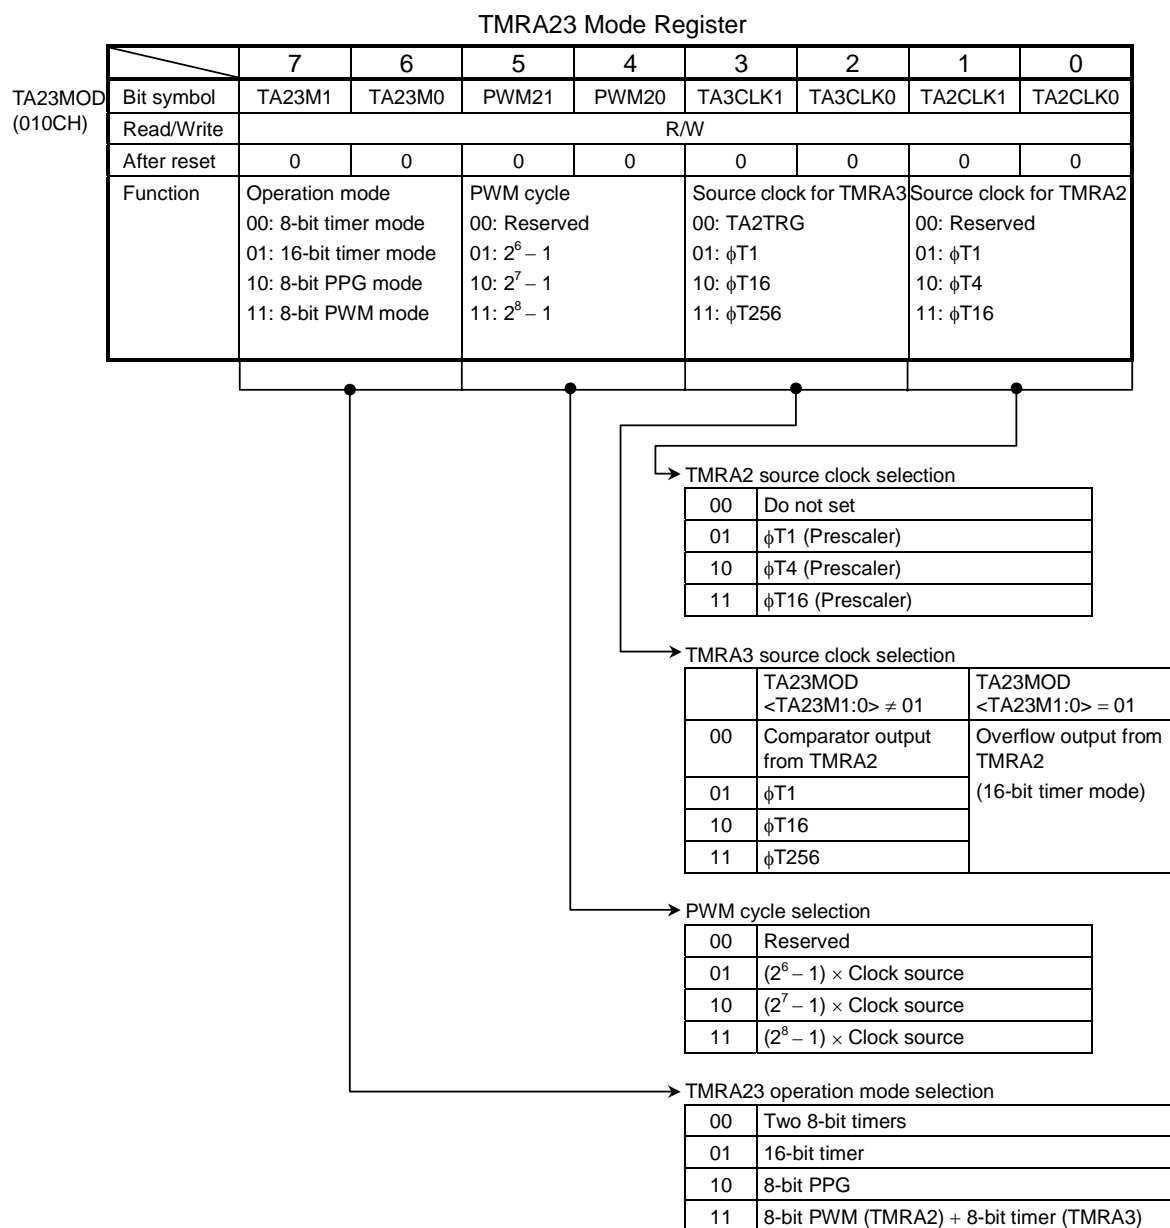 TMRA23 Mode Register
7 6 5 4 3 2 1 0
TA23MOD
(010CH)
Bit symbol TA23M1 TA23M0 PWM21 PWM20 TA3CLK1 TA3CLK0 TA2CLK1 TA2CLK0
Read/Write R/W
After reset 0 0 0 0 0 0 0 0
Function Operation mode PWM cycle Source clock for TMRA3 Source clock for TMRA2
00: 8-bit timer mode 00: Reserved 00: TA2TRG 00: Reserved
01: 16-bit timer mode 01: 2⁶ – 1 01: ϕT1 01: ϕT1
10: 8-bit PPG mode 10: 2⁷ – 1 10: ϕT16 10: ϕT4
11: 8-bit PWM mode 11: 2⁸ – 1 11: ϕT256 11: ϕT16
TMRA2 source clock selection
00 Do not set
01 ϕT1 (Prescaler)
10 ϕT4 (Prescaler)
11 ϕT16 (Prescaler)
TMRA3 source clock selection
TA23MOD
<TA23M1:0> ≠ 01
TA23MOD
<TA23M1:0> = 01
00 Comparator output
from TMRA2
Overflow output from
TMRA2
(16-bit timer mode)
01 ϕT1
10 ϕT16
11 ϕT256
PWM cycle selection
00 Reserved
01 (2⁶ – 1) × Clock source
10 (2⁷ – 1) × Clock source
11 (2⁸ – 1) × Clock source
TMRA23 operation mode selection
00 Two 8-bit timers
01 16-bit timer
10 8-bit PPG
11 8-bit PWM (TMRA2) + 8-bit timer (TMRA3)